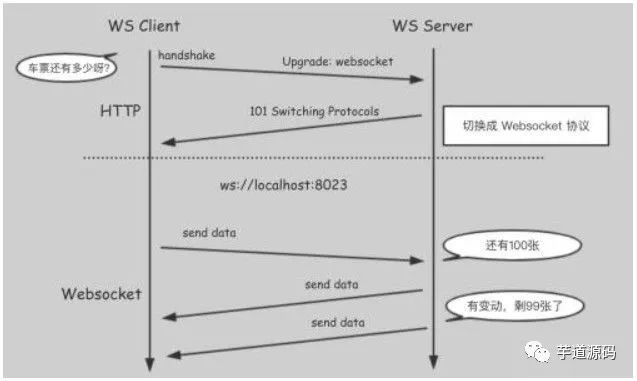 WS Client
WS Server
车票还有多少呀?
handshake
Upgrade: websocket
HTTP
101 Switching Protocols
切换成 Websocket 协议
ws://localhost:8023
send data
还有100张
send data
Websocket
有变动，剩99张了
send data
芋道源码